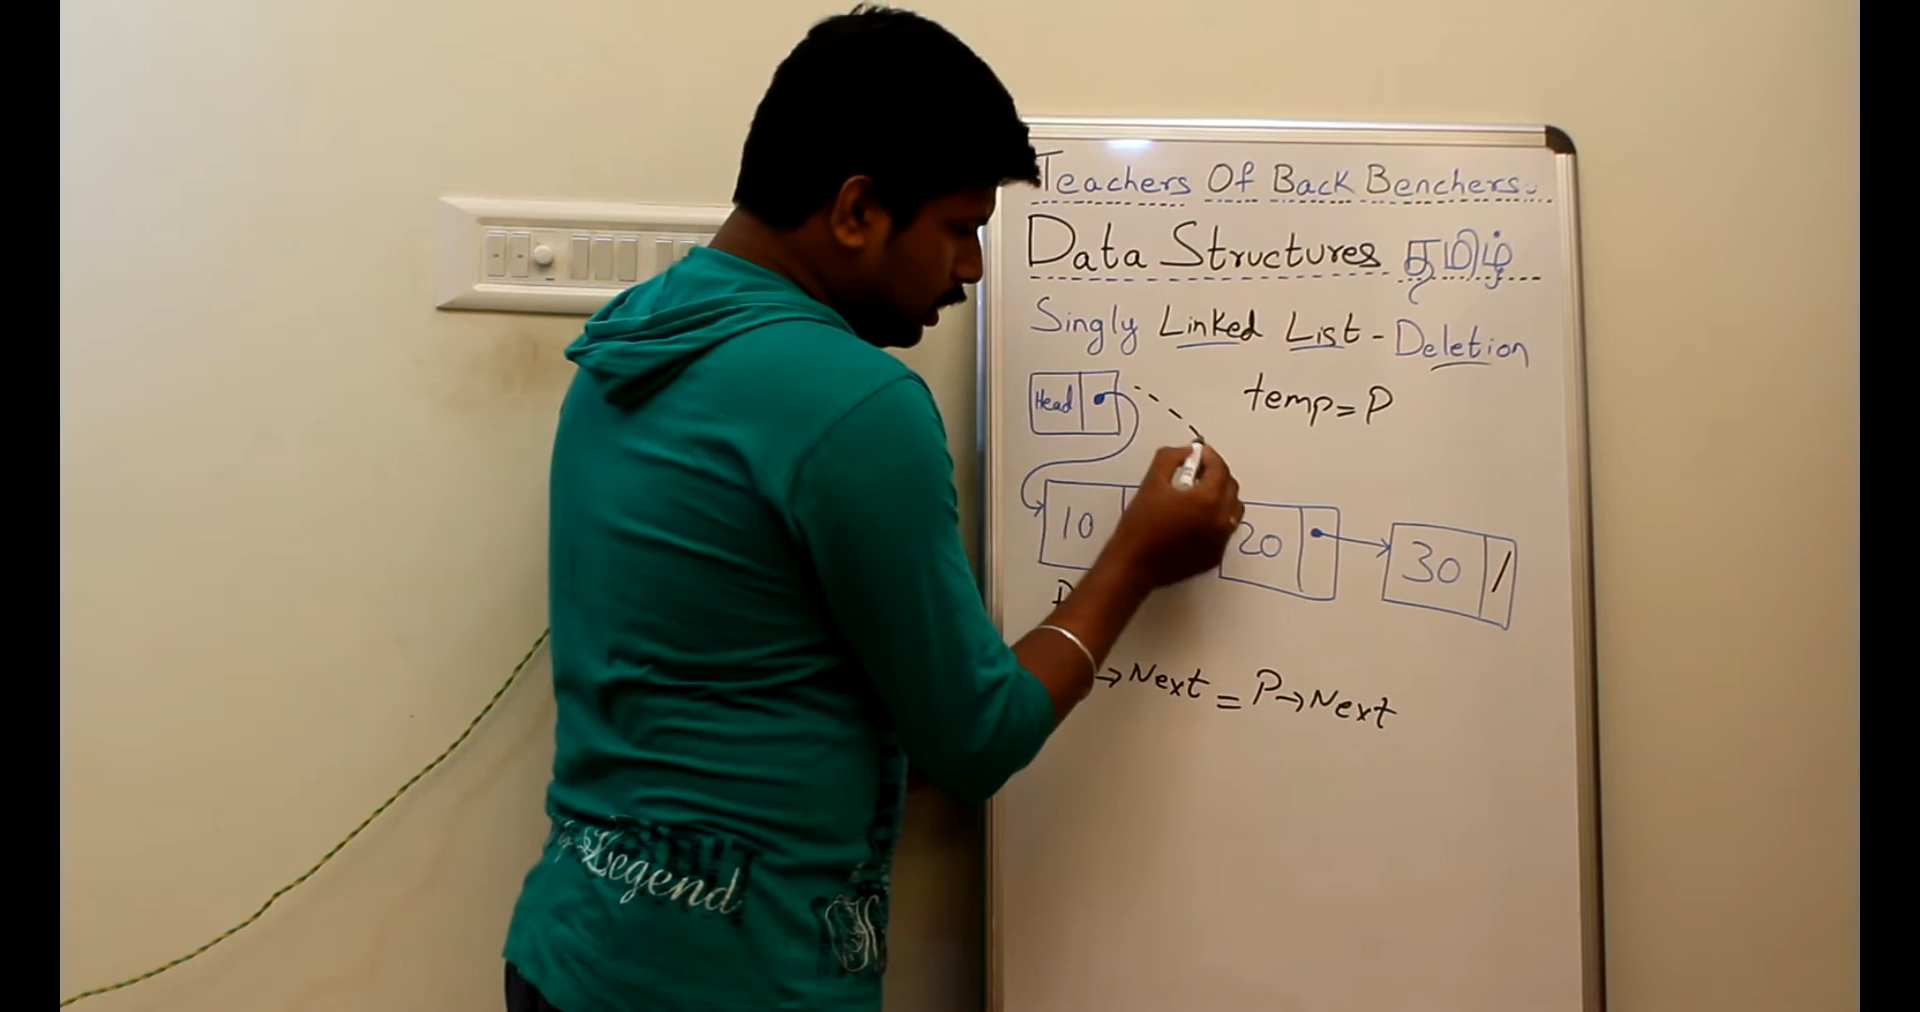 Teachers Of Back Benchers..
Data Structures தமிழ்
Singly Linked List - Deletion
Head
temp = P
10 20 30 /
P
→ Next = P → Next
Legend